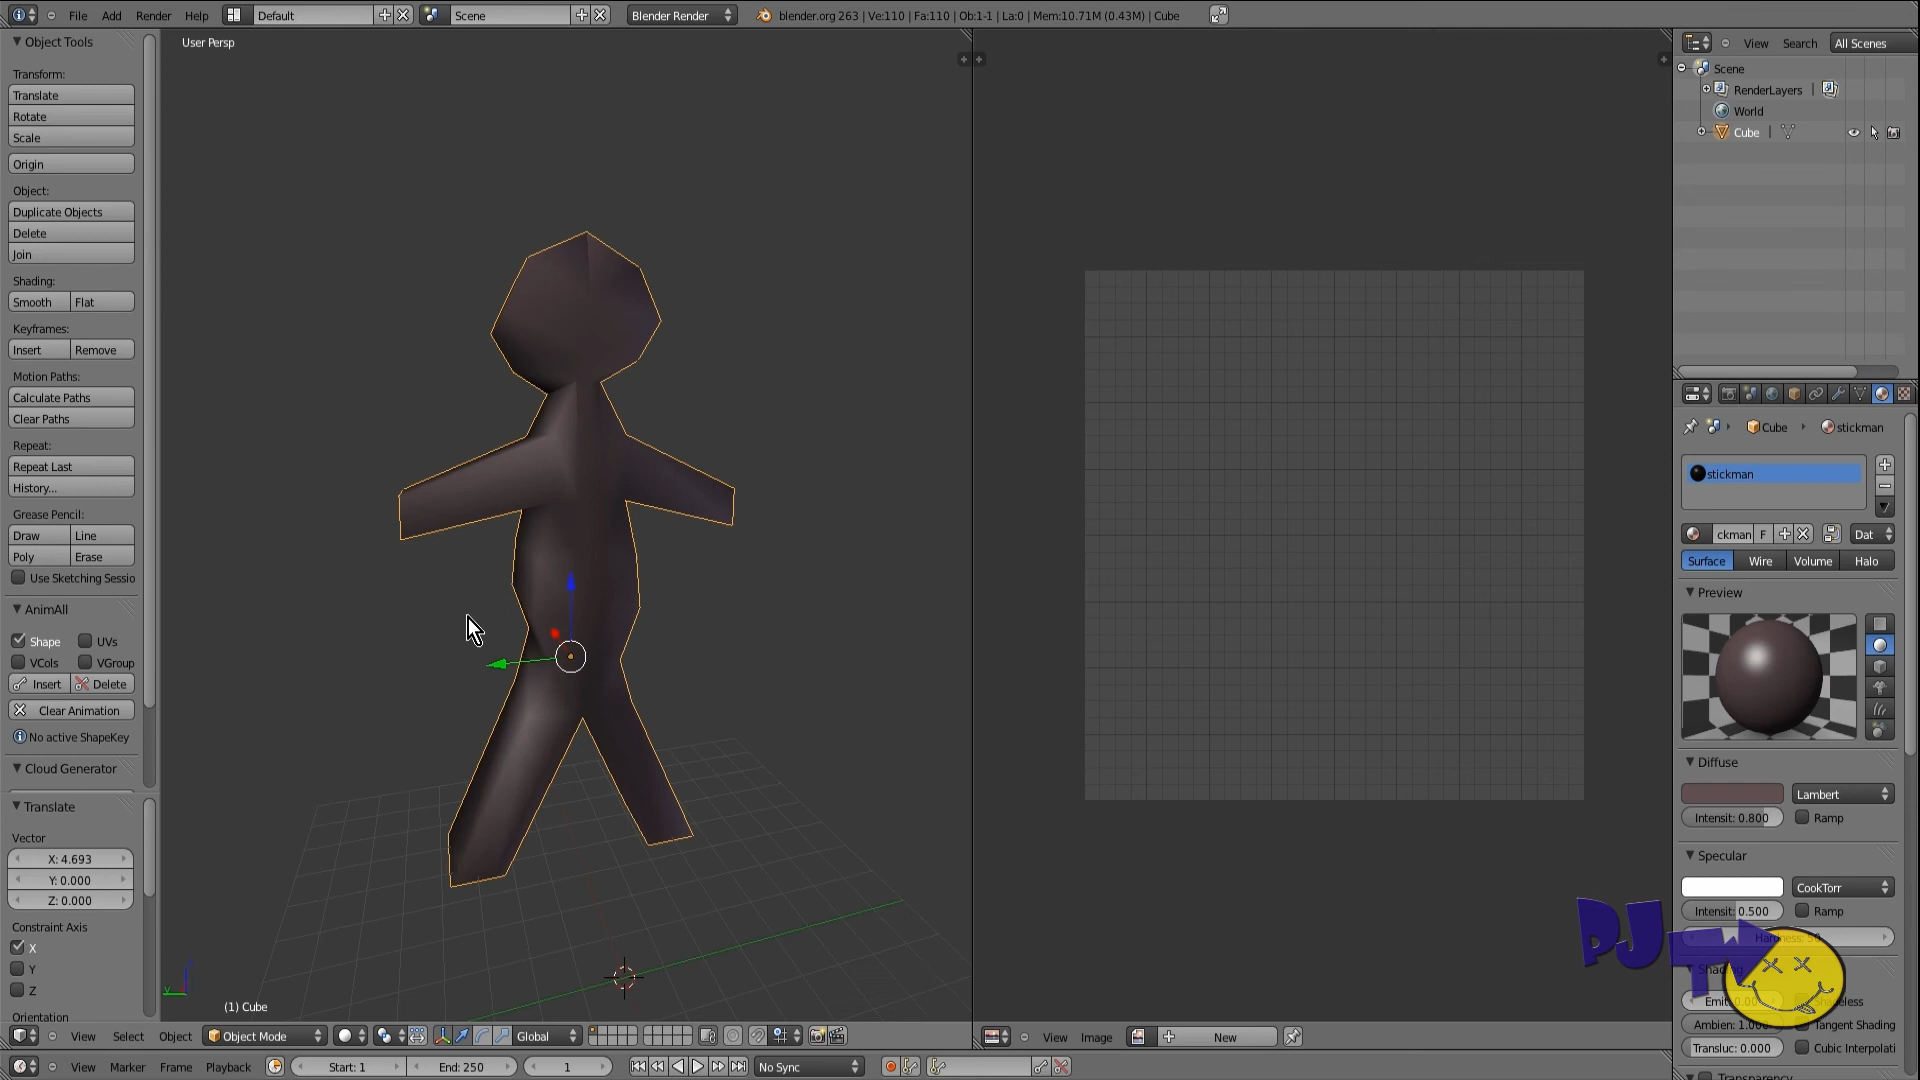 File Add Render Help Default Scene Blender Render blender.org 263 | Ve:110 | Fa:110 | Ob:1-1 | La:0 | Mem:10.71M (0.43M) | Cube
Object Tools
Transform:
Translate
Rotate
Scale
Origin
Object:
Duplicate Objects
Delete
Join
Shading:
Smooth Flat
Keyframes:
Insert Remove
Motion Paths:
Calculate Paths
Clear Paths
Repeat:
Repeat Last
History...
Grease Pencil:
Draw Line
Poly Erase
Use Sketching Sessio
AnimAll
Shape UVs
VCols VGroup
Insert Delete
Clear Animation
No active ShapeKey
Cloud Generator
Translate
Vector
X: 4.693
Y: 0.000
Z: 0.000
Constraint Axis
X
Y
Z
Orientation
User Persp
(1) Cube
View Select Object Object Mode Global
View Image New
View Search All Scenes
Scene
RenderLayers
World
Cube
Cube stickman
stickman
ckman F Dat
Surface Wire Volume Halo
Preview
Diffuse
Lambert
Intensit: 0.800 Ramp
Specular
CookTorr
Intensit: 0.500 Ramp
Hardness: 50
PJTV
Ambien: 1.000 Tangent Shading
Transluc: 0.000 Cubic Interpolati
Transparency
View Marker Frame Playback Start: 1 End: 250 1 No Sync